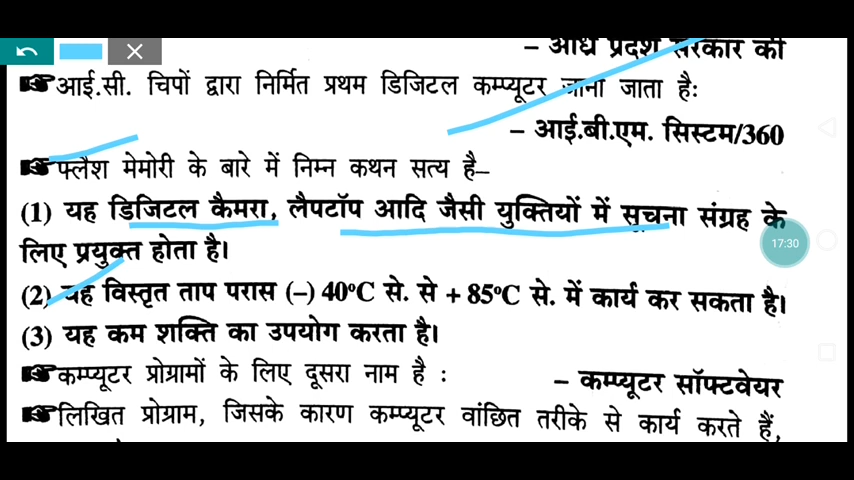 – आंध्र प्रदेश सरकार की
☛आई.सी. चिपों द्वारा निर्मित प्रथम डिजिटल कम्प्यूटर जाना जाता है:
– आई.बी.एम. सिस्टम/360
☛फ्लैश मेमोरी के बारे में निम्न कथन सत्य है–
(1) यह डिजिटल कैमरा, लैपटॉप आदि जैसी युक्तियों में सूचना संग्रह के
लिए प्रयुक्त होता है।
17:30
(2) यह विस्तृत ताप परास (–) 40°C से. से + 85°C से. में कार्य कर सकता है।
(3) यह कम शक्ति का उपयोग करता है।
☛कम्प्यूटर प्रोग्रामों के लिए दूसरा नाम है :
– कम्प्यूटर सॉफ्टवेयर
☛लिखित प्रोग्राम, जिसके कारण कम्प्यूटर वांछित तरीके से कार्य करते हैं,